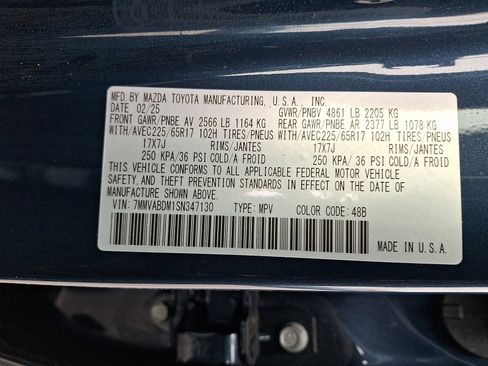 MFD.BY MAZDA TOYOTA MANUFACTURING, U.S.A., INC.
DATE 02/25 GVWR/PNBV 4861 LB 2205 KG
FRONT GAWR/PNBE AV 2566 LB 1164 KG REAR GAWR/PNBE AR 2377 LB 1078 KG
WITH/AVEC225/65R17 102H TIRES/PNEUS WITH/AVEC225/65R17 102H TIRES/PNEUS
17X7J RIMS/JANTES 17X7J RIMS/JANTES
250 KPA/36 PSI COLD/A FROID 250 KPA/36 PSI COLD/A FROID
THIS VEHICLE CONFORMS TO ALL APPLICABLE FEDERAL MOTOR VEHICLE
SAFETY, AND THEFT PREVENTION STANDARDS IN EFFECT ON THE DATE OF
MANUFACTURE SHOWN ABOVE.
VIN: 7MMVABDM1SN347130 TYPE: MPV COLOR CODE: 48B
MADE IN U.S.A.